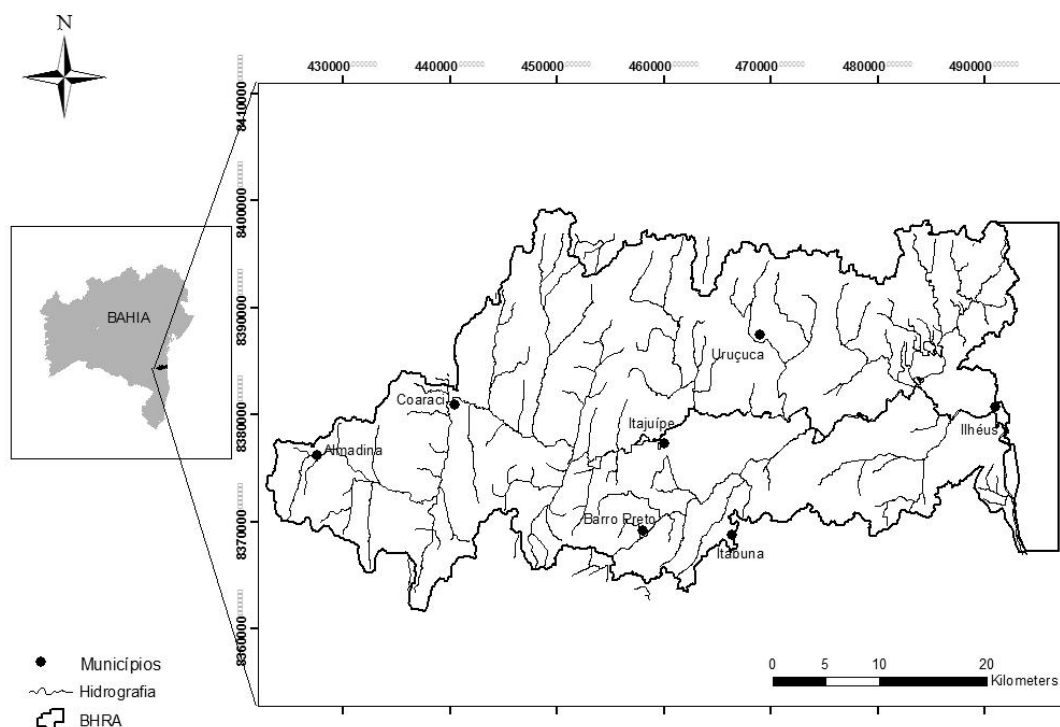 N
430000 440000 450000 460000 470000 480000 490000
8410000
8400000
8390000
8380000
8370000
8360000
BAHIA
Uruçuca
Coaraci
Itajuípe
Ilhéus
Almadina
Barro Preto
Itabuna
Municípios
Hidrografia
BHRA
0 5 10 20
Kilometers